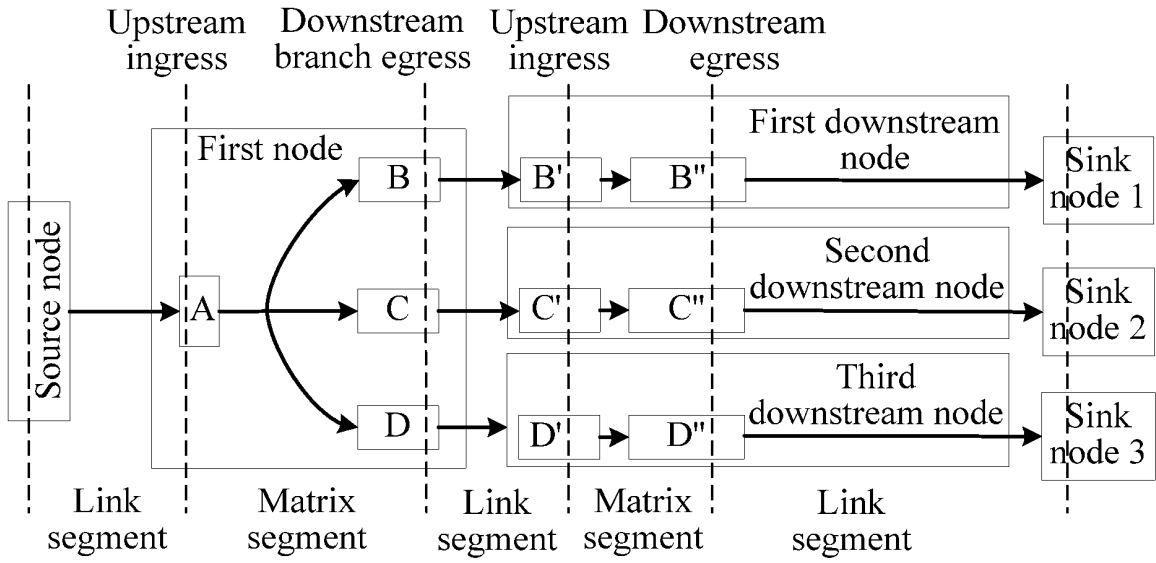 Upstream
ingress
Downstream
branch egress
Upstream
ingress
Downstream
egress
First node
Source node
A
B
C
D
First downstream
node
B'
B"
Sink
node 1
Second
downstream node
C'
C"
Sink
node 2
Third
downstream node
D'
D"
Sink
node 3
Link
segment
Matrix
segment
Link
segment
Matrix
segment
Link
segment